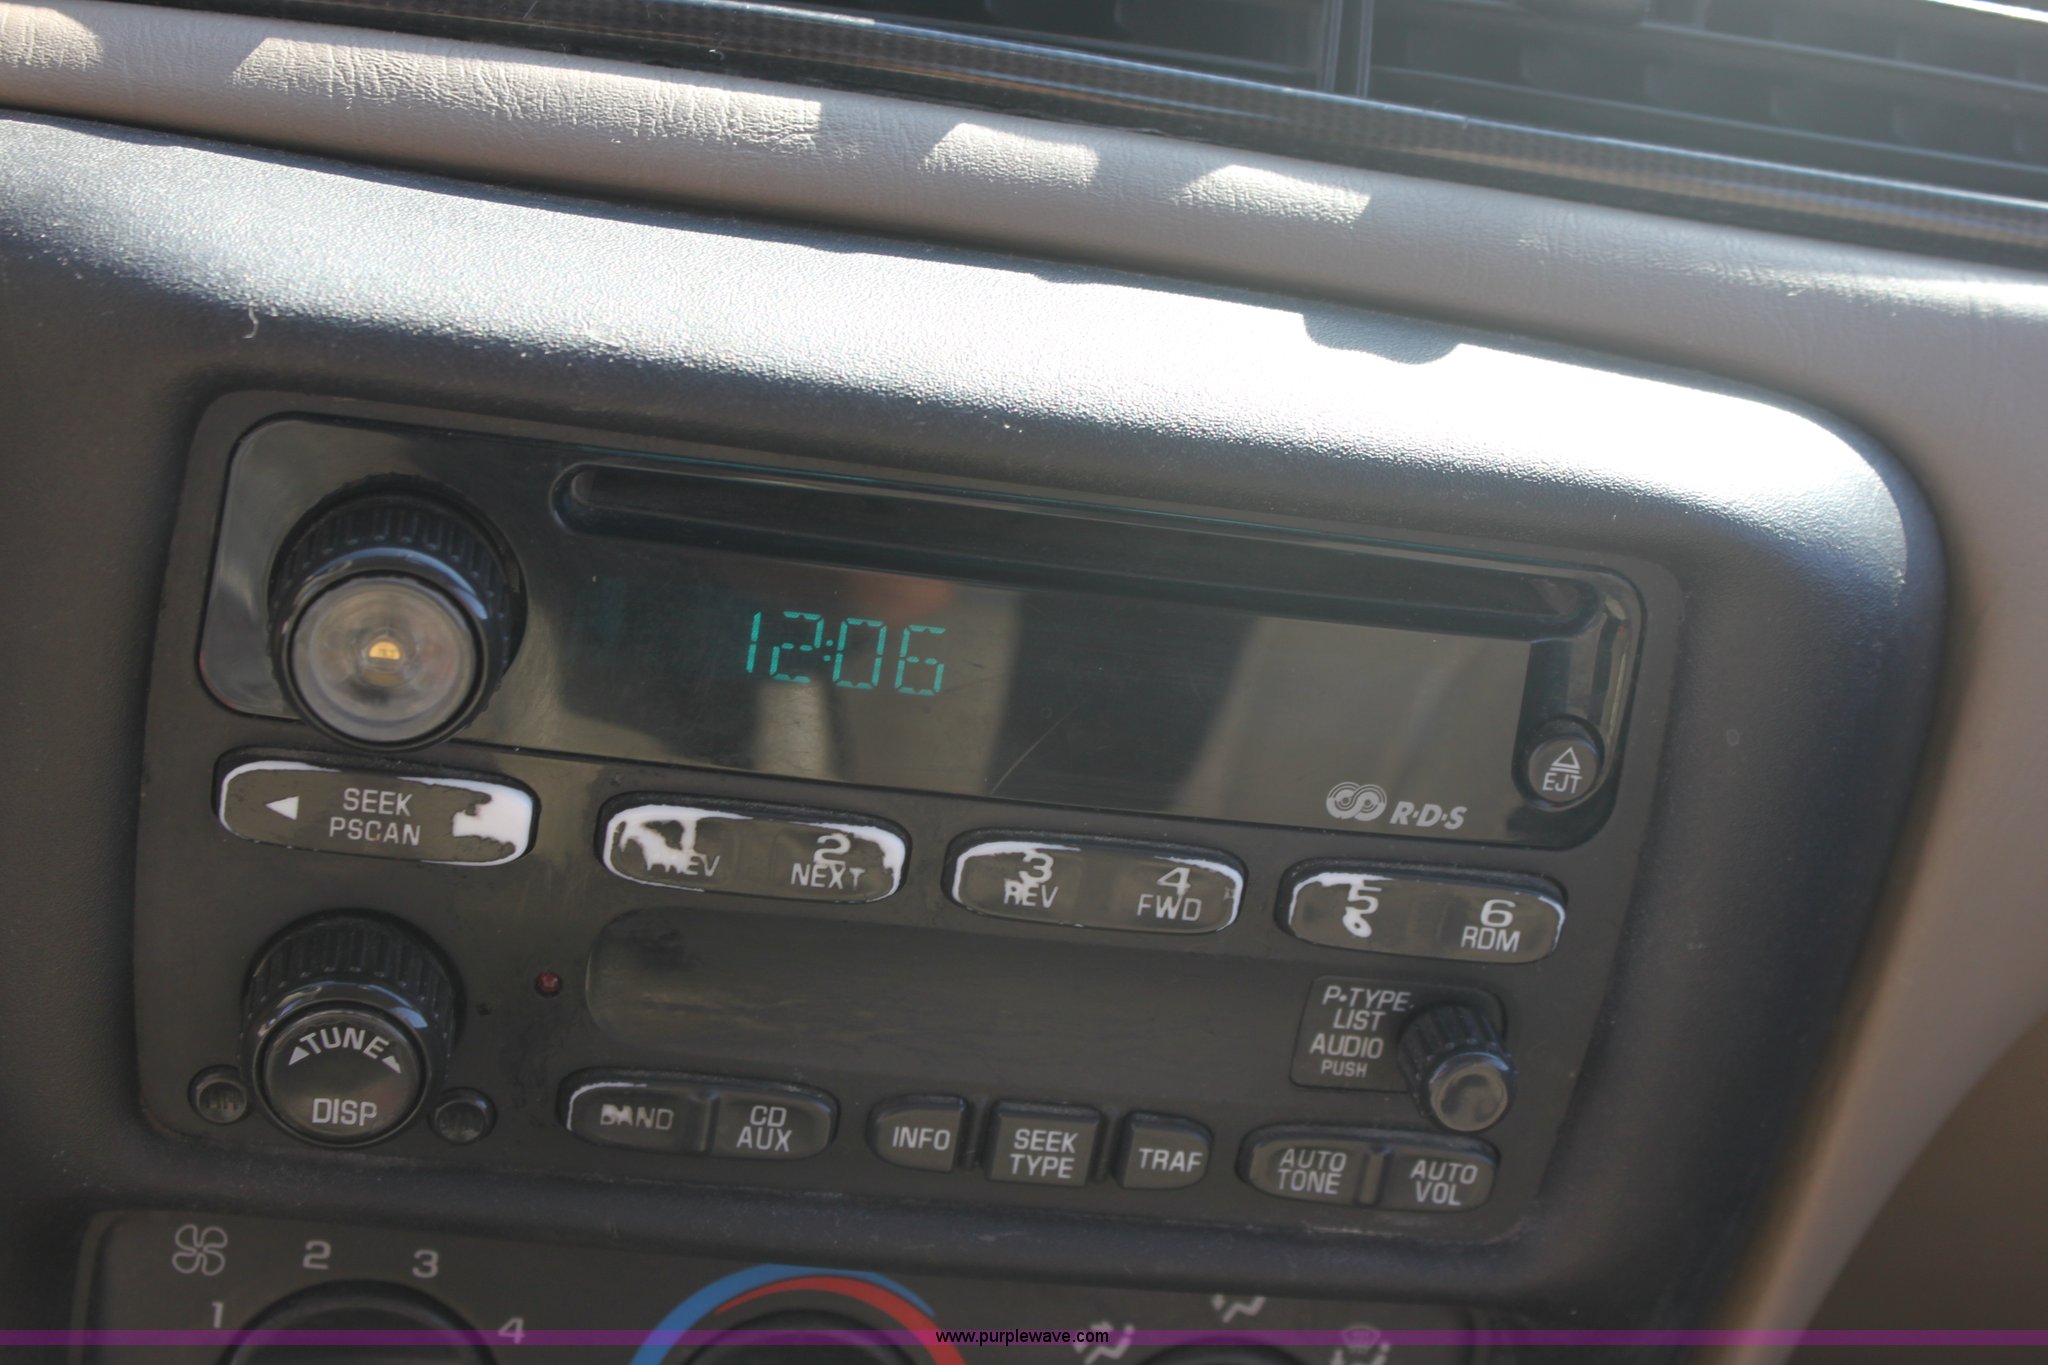 12:06
EJT
R·D·S
SEEK
PSCAN
2
NEXT
3
REV
4
FWD
5
6
RDM
P•TYPE
LIST
AUDIO
PUSH
TUNE
DISP
BAND
CD
AUX
INFO
SEEK
TYPE
TRAF
AUTO
TONE
AUTO
VOL
1
2
3
4
www.purplewave.com